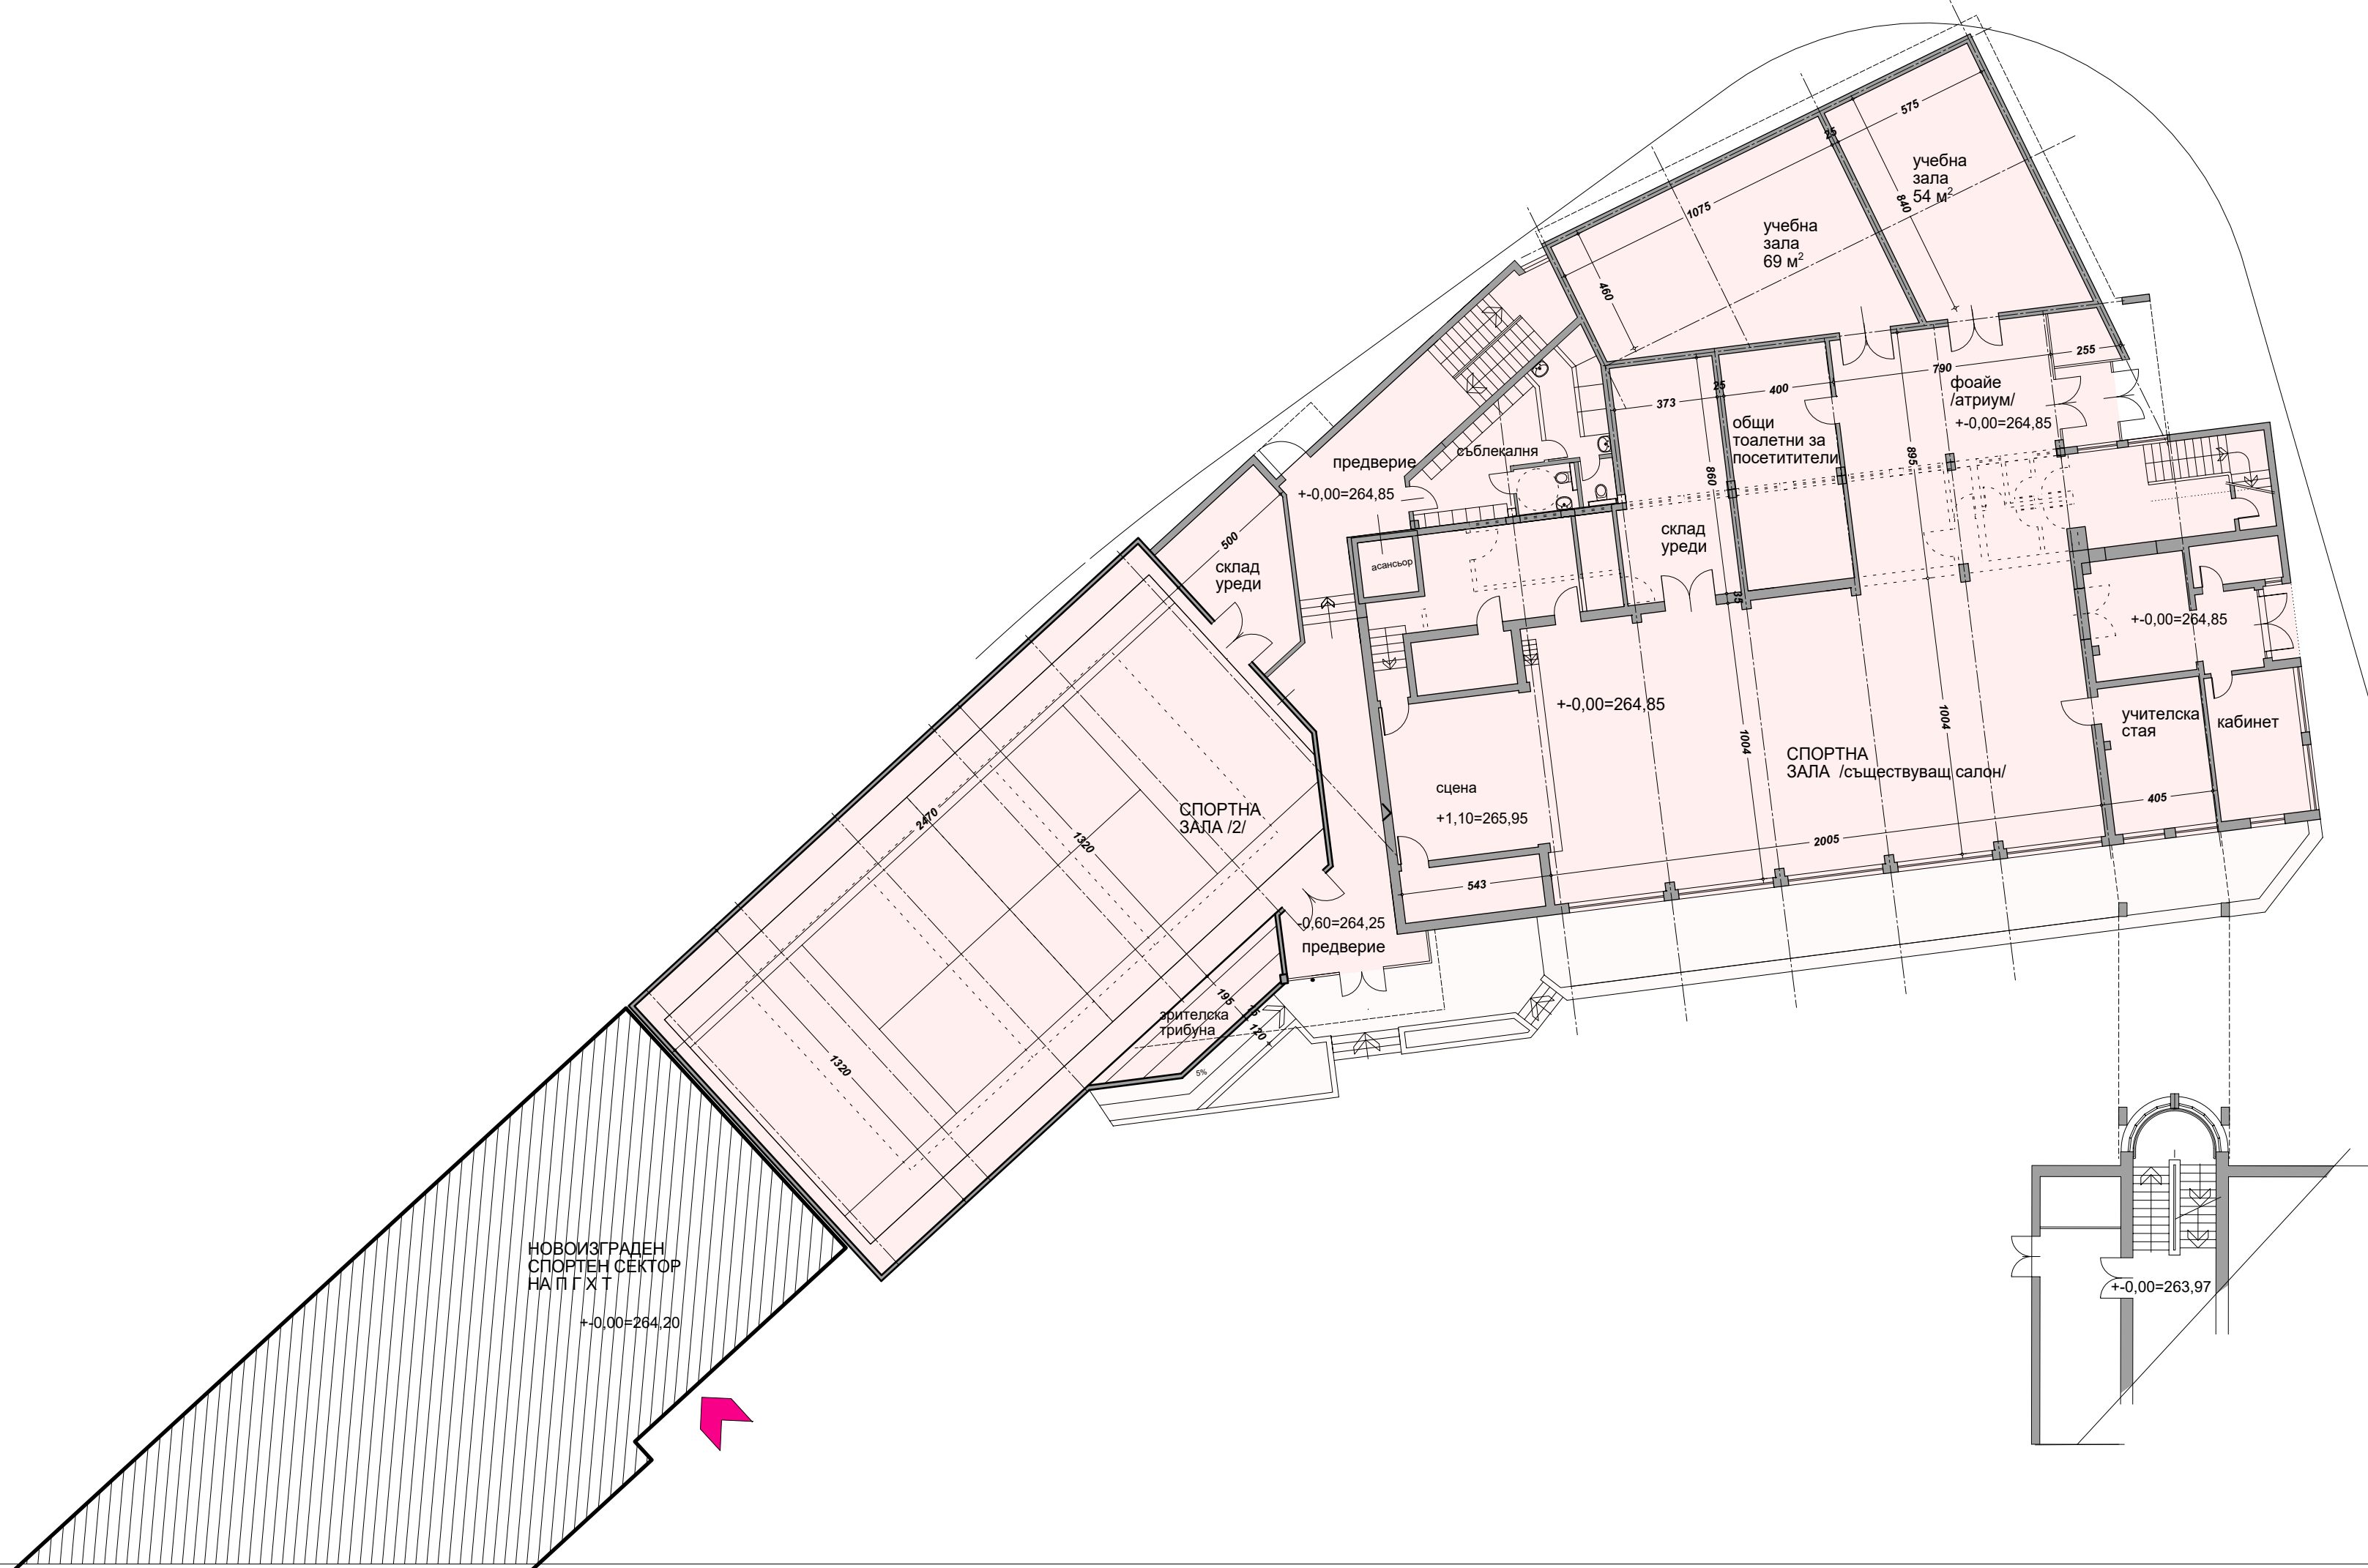 575
25
учебна
зала
54 м²
840
1075
учебна
зала
69 м²
460
255
790
фоайе
/атриум/
+-0,00=264,85
25
400
373
общи
тоалетни за
посетитители
895
860
съблекалня
предверие
+-0,00=264,85
500
склад
уреди
склад
уреди
асансьор
35
+-0,00=264,85
+-0,00=264,85
учителска
стая
кабинет
1004
1004
СПОРТНА
ЗАЛА /съществуващ салон/
сцена
+1,10=265,95
405
2005
543
2470
1320
СПОРТНА
ЗАЛА /2/
-0,60=264,25
предверие
195
15
120
зрителска
трибуна
5%
1320
НОВОИЗГРАДЕН
СПОРТЕН СЕКТОР
НА П Г Х Т
+-0,00=264,20
+-0,00=263,97